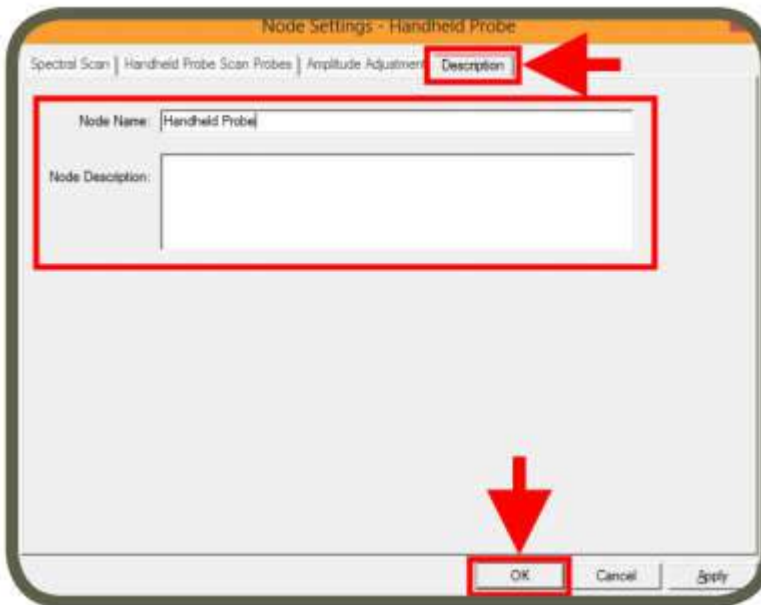 Node Settings - Handheld Probe
Spectral Scan | Handheld Probe Scan Probes | Amplitude Adjustment Description
Node Name: Handheld Probe
Node Description:
OK Cancel Apply